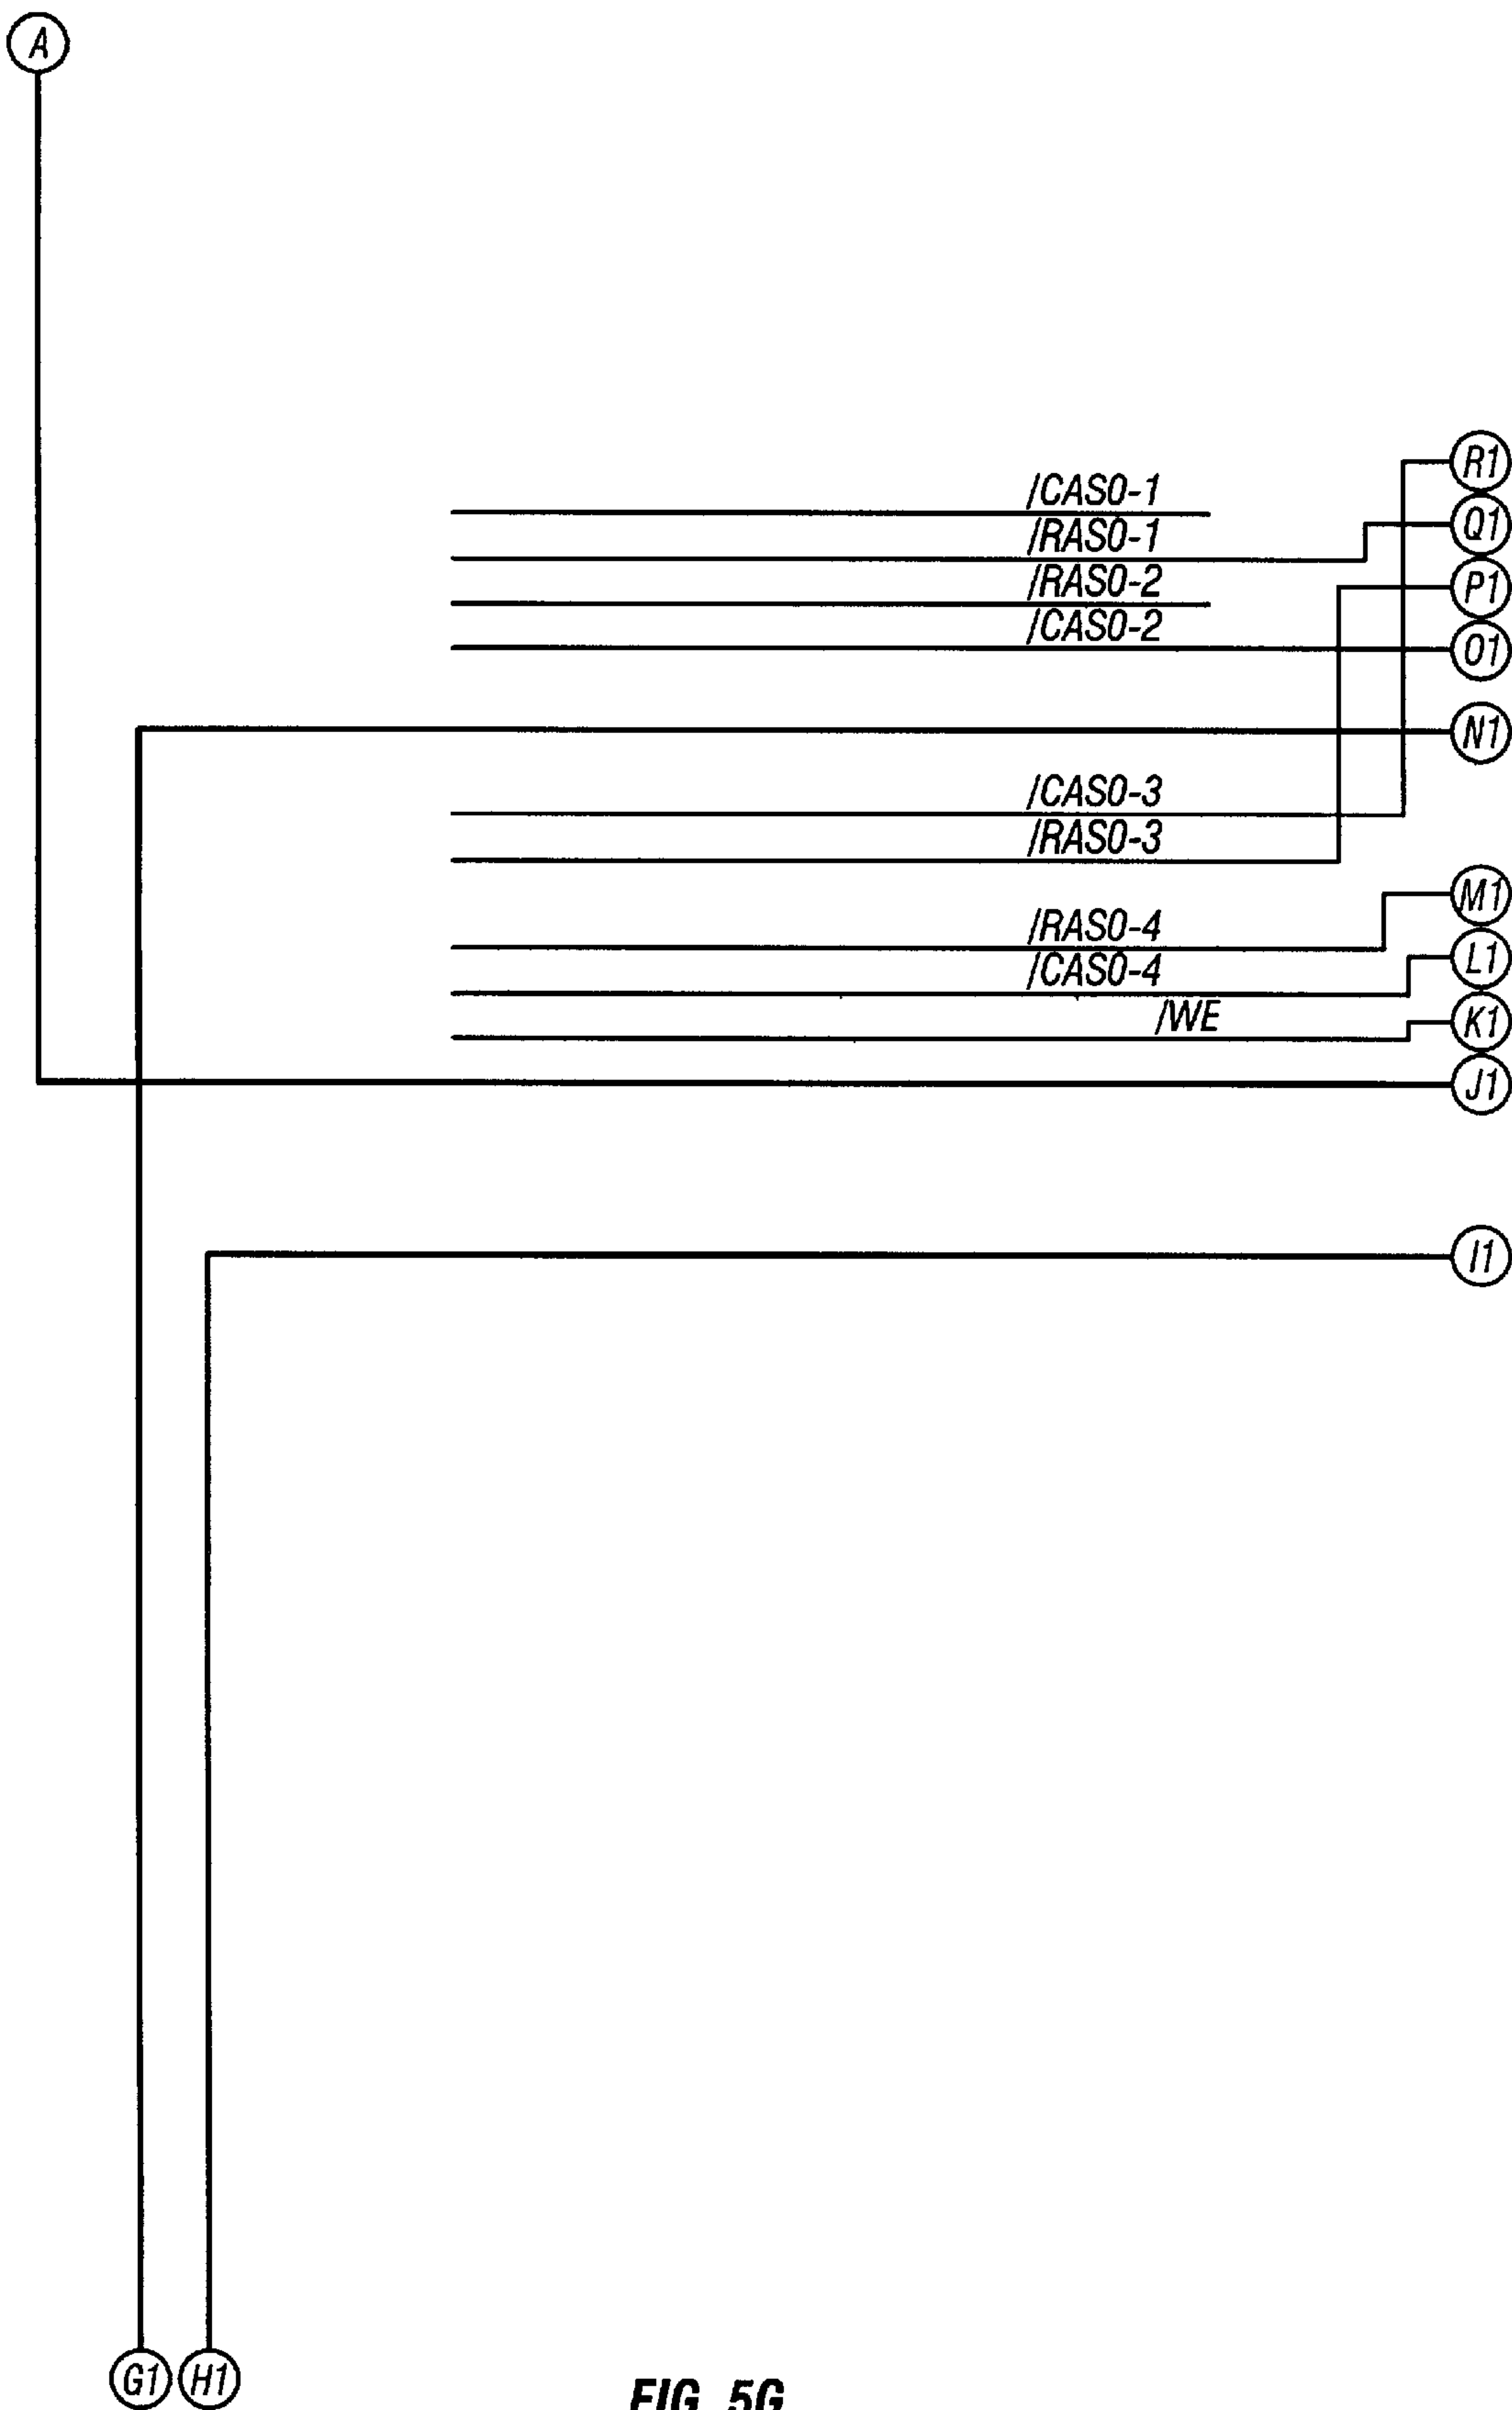 A
R1
/CAS0-1
Q1
/RAS0-1
/RAS0-2
P1
/CAS0-2
O1
N1
/CAS0-3
/RAS0-3
M1
/RAS0-4
L1
/CAS0-4
/WE
K1
J1
I1
G1 H1
FIG. 5G